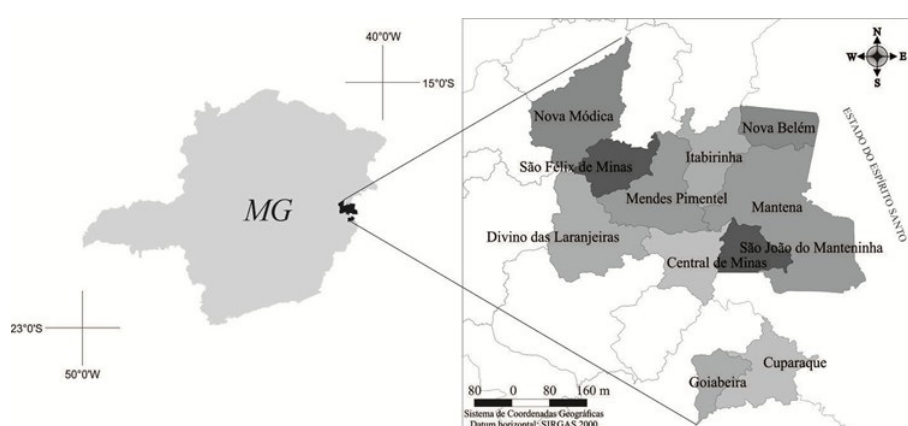 40°0'W
15°0'S
MG
23°0'S
50°0'W
N
W E
S
Nova Módica
Nova Belém
ESTADO DO ESPÍRITO SANTO
Itabirinha
São Félix de Minas
Mendes Pimentel
Mantena
Divino das Laranjeiras
São João do Manteninha
Central de Minas
Cuparaque
Goiabeira
80 0 80 160 m
Sistema de Coordenadas Geográficas
Datum horizontal: SIRGAS 2000